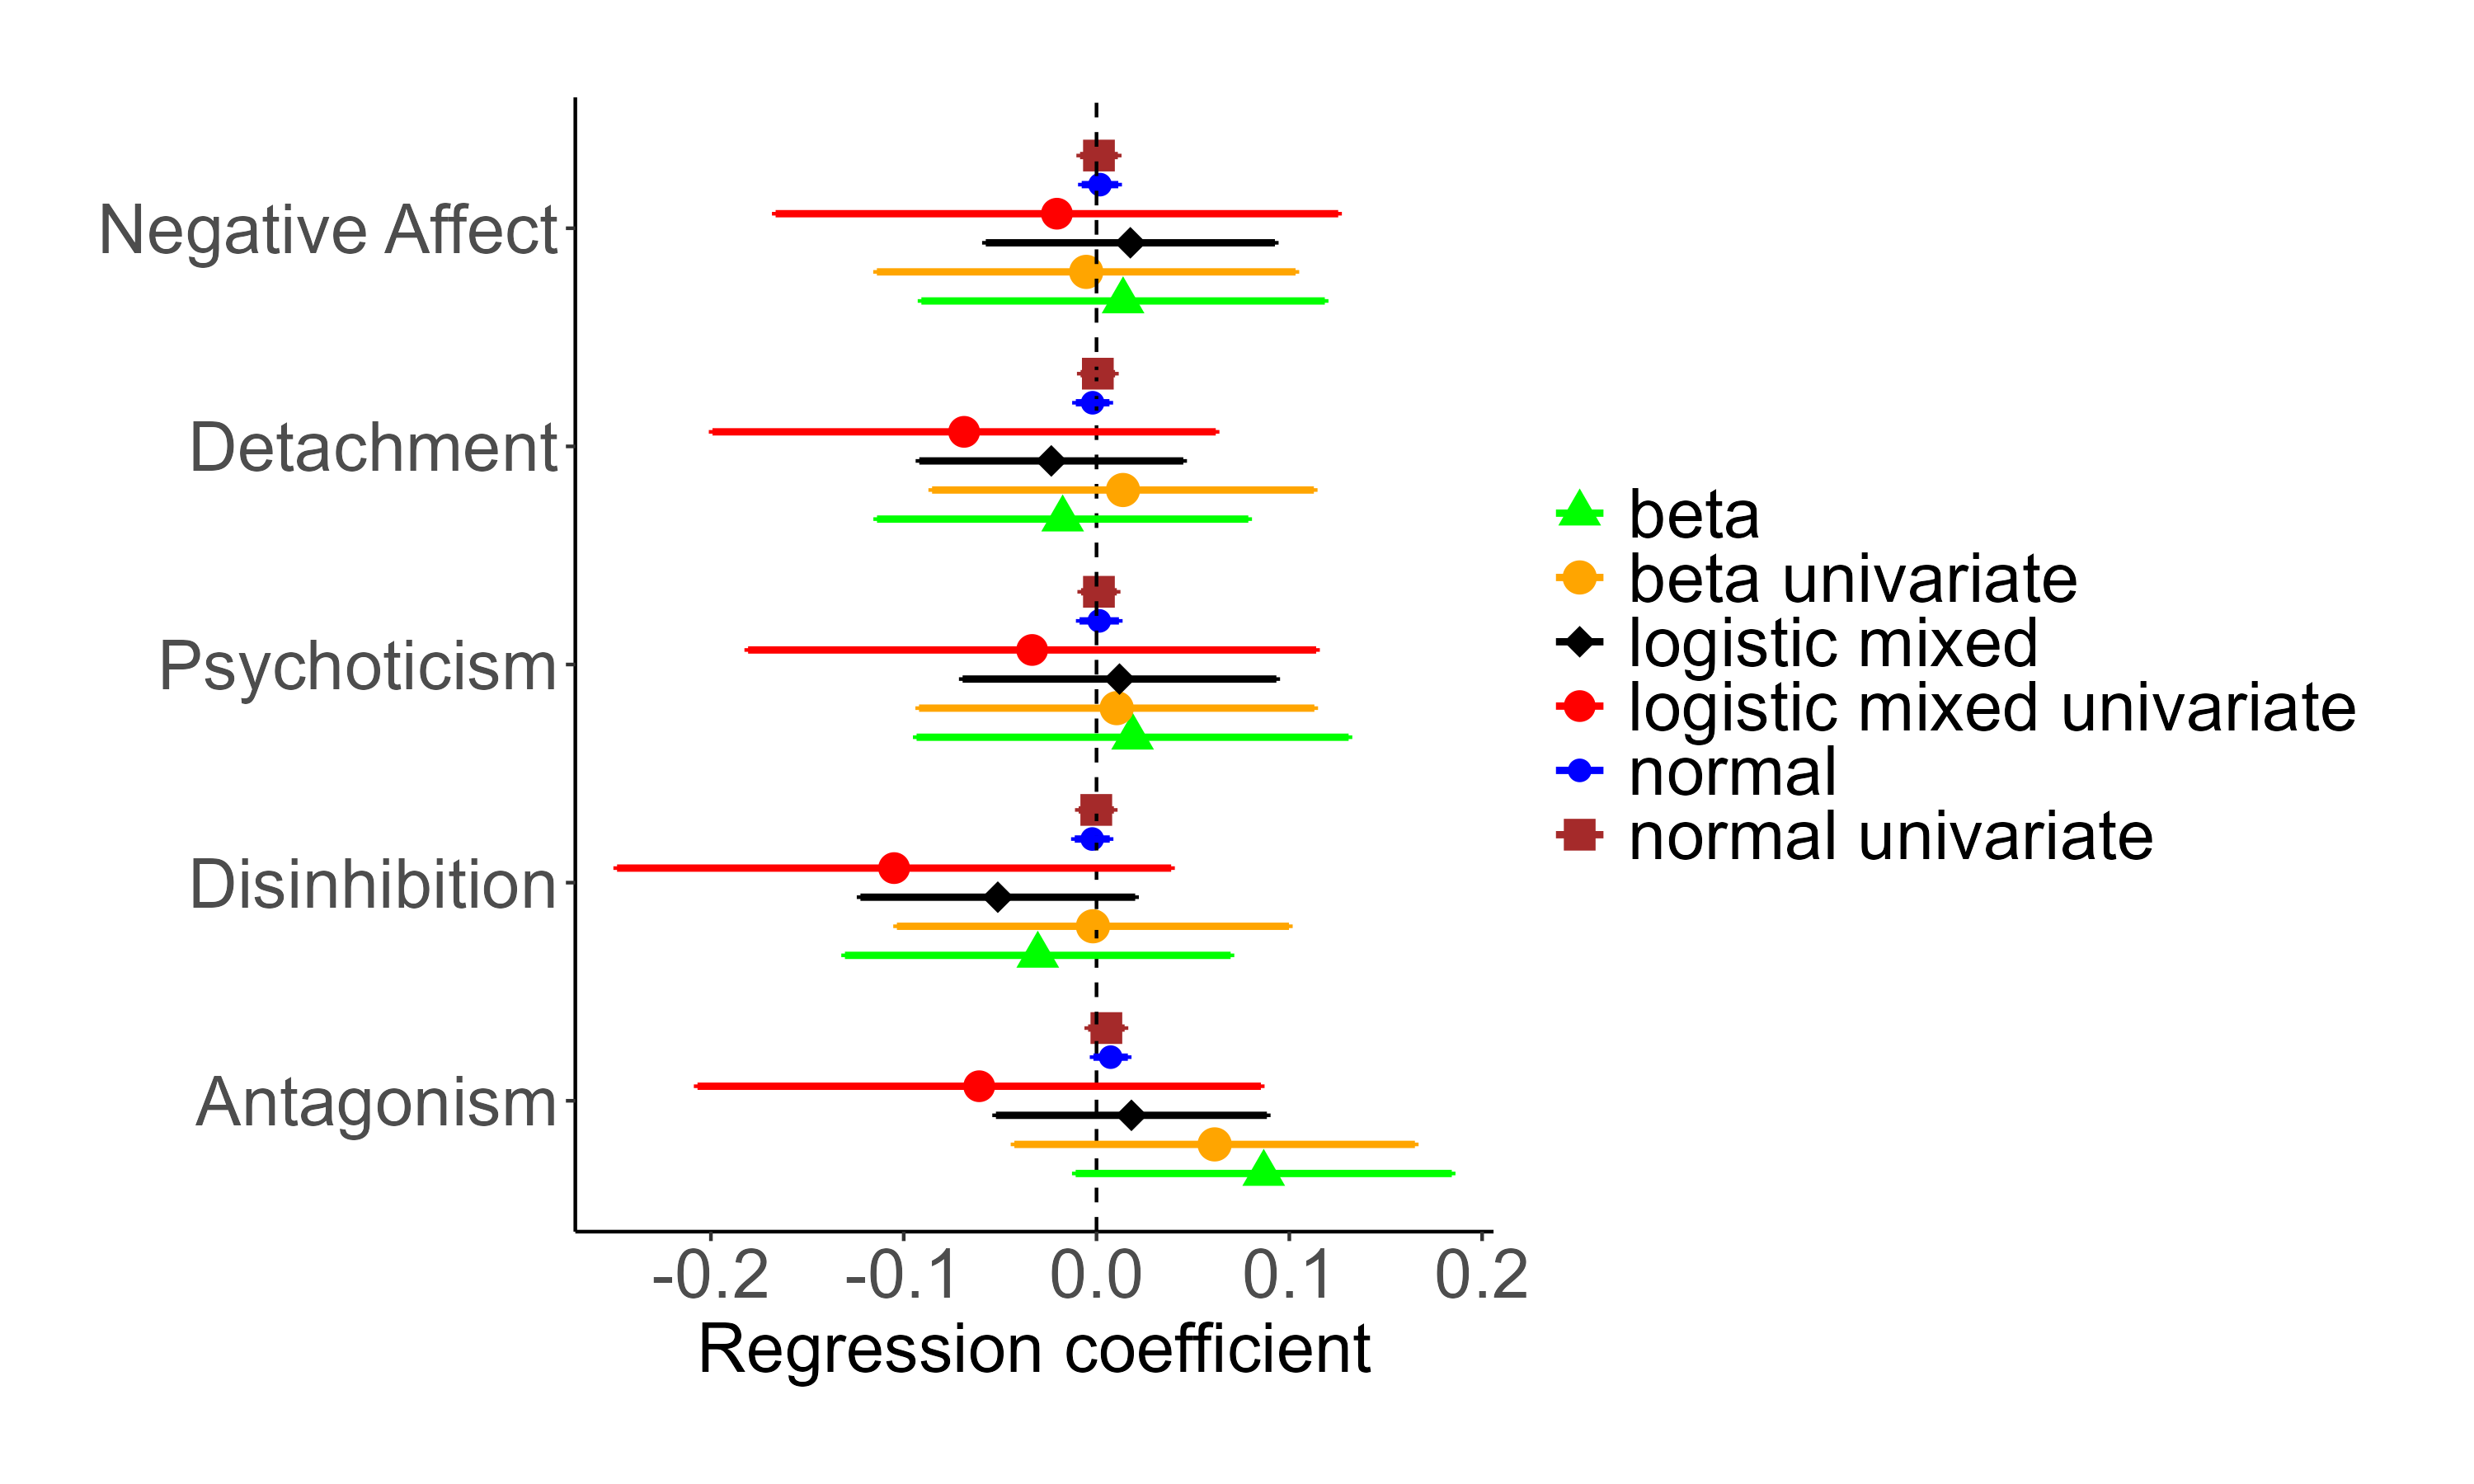 Negative Affect
Detachment
Psychoticism
Disinhibition
Antagonism
-0.2 -0.1 0.0 0.1 0.2
Regression coefficient
beta
beta univariate
logistic mixed
logistic mixed univariate
normal
normal univariate